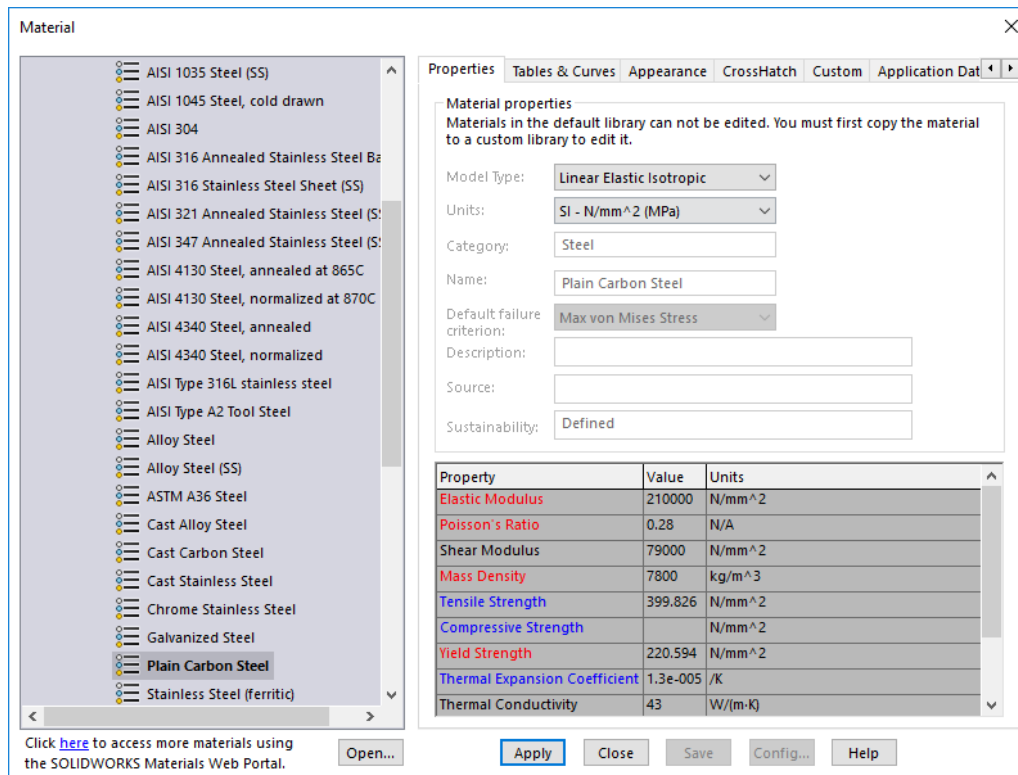 Material
AISI 1035 Steel (SS)
AISI 1045 Steel, cold drawn
AISI 304
AISI 316 Annealed Stainless Steel Ba
AISI 316 Stainless Steel Sheet (SS)
AISI 321 Annealed Stainless Steel (S
AISI 347 Annealed Stainless Steel (S
AISI 4130 Steel, annealed at 865C
AISI 4130 Steel, normalized at 870C
AISI 4340 Steel, annealed
AISI 4340 Steel, normalized
AISI Type 316L stainless steel
AISI Type A2 Tool Steel
Alloy Steel
Alloy Steel (SS)
ASTM A36 Steel
Cast Alloy Steel
Cast Carbon Steel
Cast Stainless Steel
Chrome Stainless Steel
Galvanized Steel
Plain Carbon Steel
Stainless Steel (ferritic)
Click here to access more materials using
the SOLIDWORKS Materials Web Portal.
Open...
Properties Tables & Curves Appearance CrossHatch Custom Application Dat
Material properties
Materials in the default library can not be edited. You must first copy the material
to a custom library to edit it.
Model Type: Linear Elastic Isotropic
Units: SI - N/mm^2 (MPa)
Category: Steel
Name: Plain Carbon Steel
Default failure
criterion: Max von Mises Stress
Description:
Source:
Sustainability: Defined
Property Value Units
Elastic Modulus 210000 N/mm^2
Poisson's Ratio 0.28 N/A
Shear Modulus 79000 N/mm^2
Mass Density 7800 kg/m^3
Tensile Strength 399.826 N/mm^2
Compressive Strength N/mm^2
Yield Strength 220.594 N/mm^2
Thermal Expansion Coefficient 1.3e-005 /K
Thermal Conductivity 43 W/(m·K)
Apply Close Save Config... Help